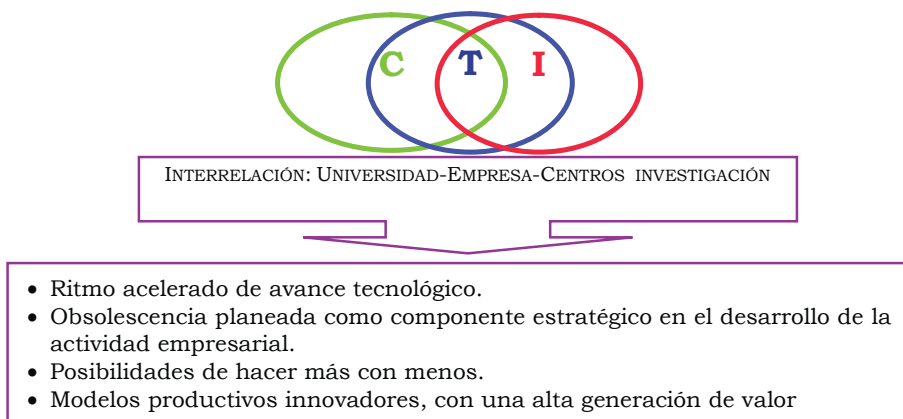 C T I
INTERRELACIÓN: UNIVERSIDAD-EMPRESA-CENTROS INVESTIGACIÓN
• Ritmo acelerado de avance tecnológico.
• Obsolescencia planeada como componente estratégico en el desarrollo de la
actividad empresarial.
• Posibilidades de hacer más con menos.
• Modelos productivos innovadores, con una alta generación de valor